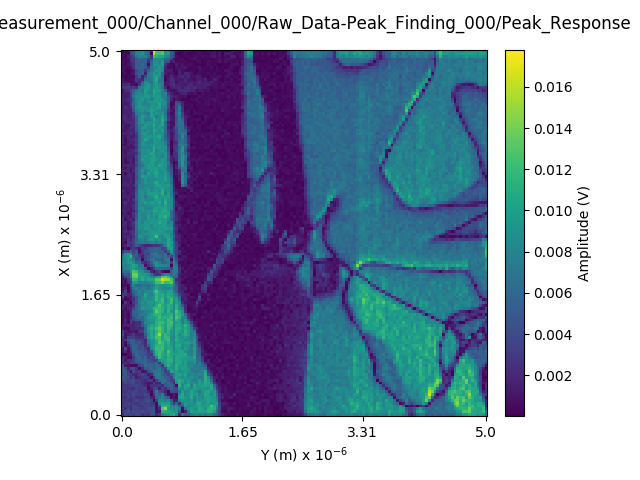 easurement_000/Channel_000/Raw_Data-Peak_Finding_000/Peak_Response
5.0
3.31
1.65
0.0
X (m) x 10⁻⁶
0.0 1.65 3.31 5.0
Y (m) x 10⁻⁶
0.016
0.014
0.012
0.010
0.008
0.006
0.004
0.002
Amplitude (V)